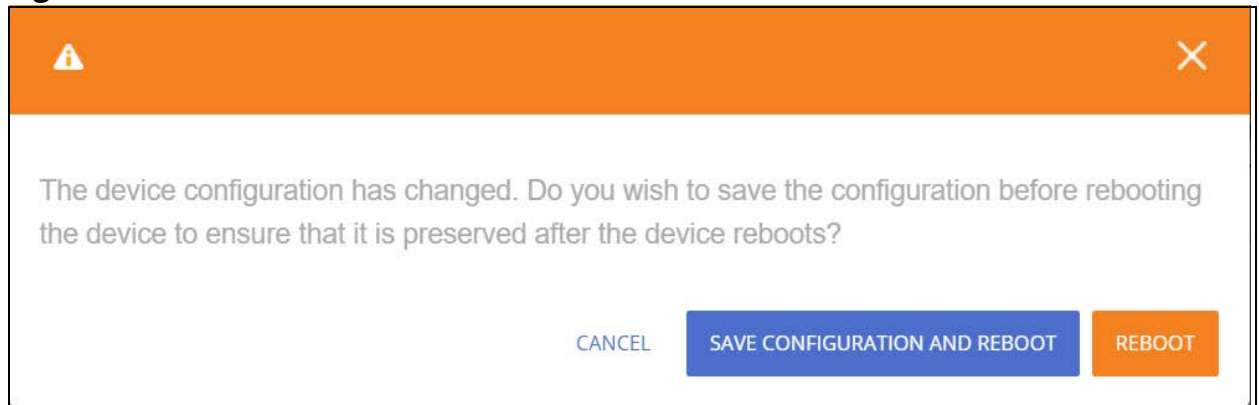 The device configuration has changed. Do you wish to save the configuration before rebooting
the device to ensure that it is preserved after the device reboots?
CANCEL SAVE CONFIGURATION AND REBOOT REBOOT